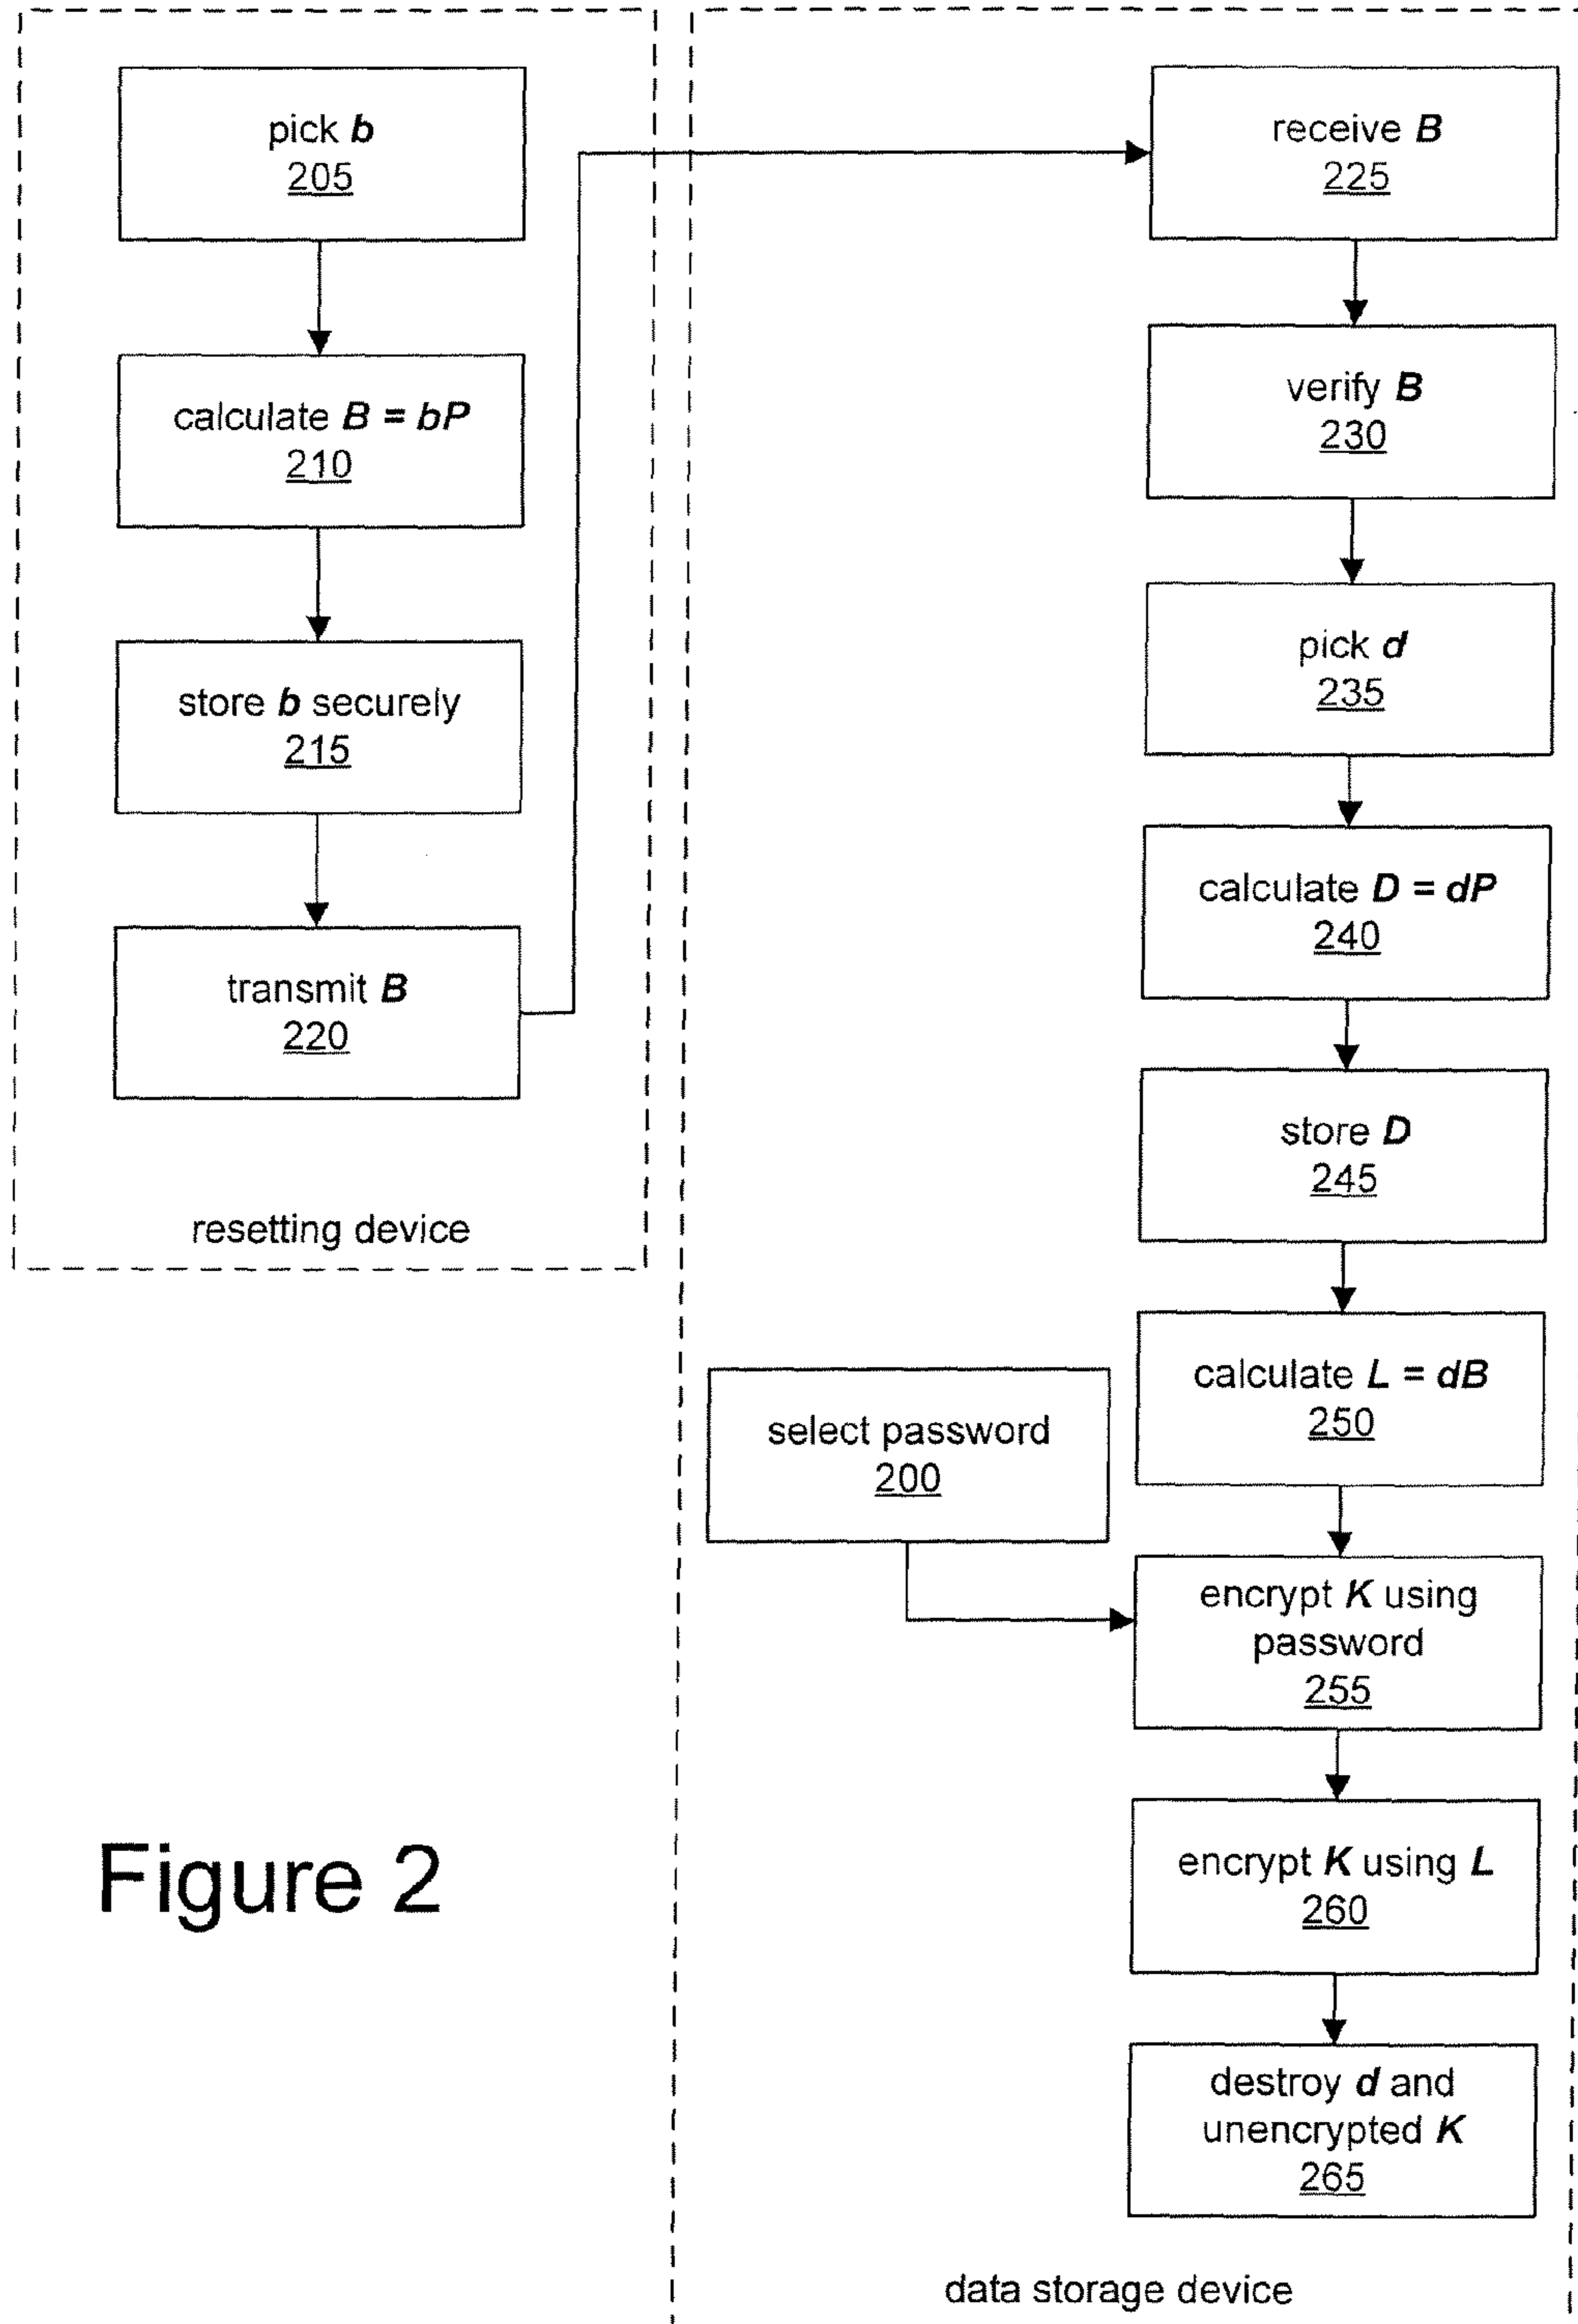 pick b
205
calculate B = bP
210
store b securely
215
transmit B
220
resetting device
receive B
225
verify B
230
pick d
235
calculate D = dP
240
store D
245
calculate L = dB
250
select password
200
encrypt K using
password
255
encrypt K using L
260
destroy d and
unencrypted K
265
data storage device
Figure 2